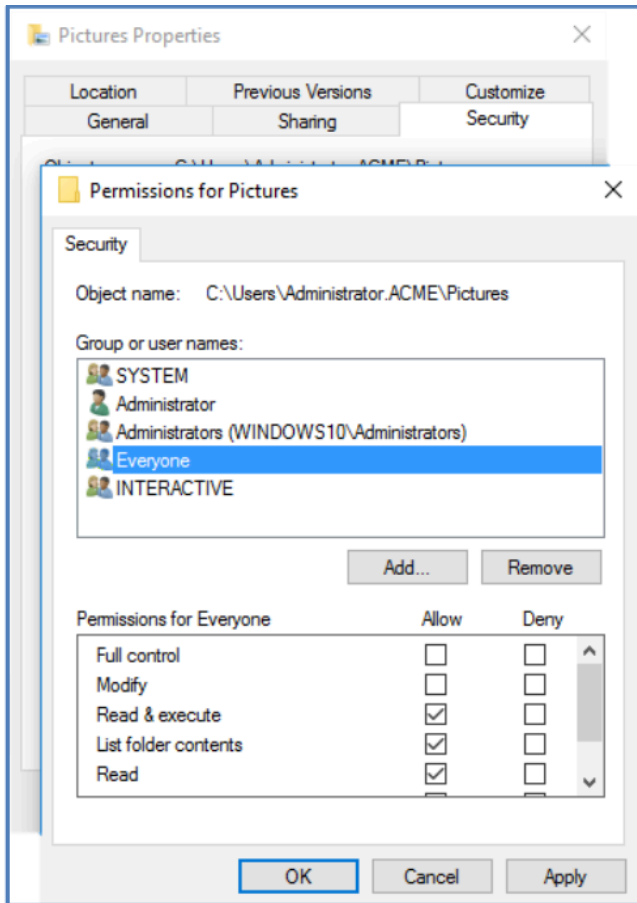 Pictures Properties
Location Previous Versions Customize
General Sharing Security
Permissions for Pictures
Security
Object name: C:\Users\Administrator.ACME\Pictures
Group or user names:
SYSTEM
Administrator
Administrators (WINDOWS10\Administrators)
Everyone
INTERACTIVE
Add... Remove
Permissions for Everyone Allow Deny
Full control
Modify
Read & execute
List folder contents
Read
OK Cancel Apply